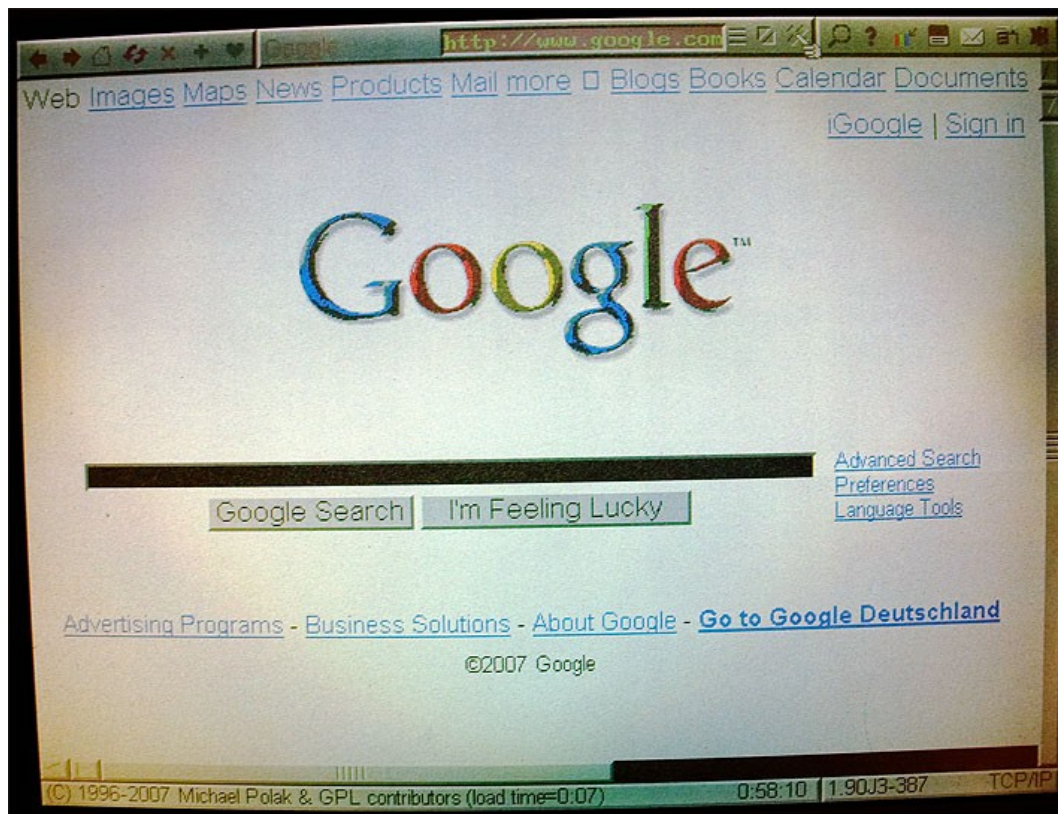 Google http://www.google.com
Web Images Maps News Products Mail more Blogs Books Calendar Documents
iGoogle | Sign in
Google™
Advanced Search
Preferences
Language Tools
Google Search I'm Feeling Lucky
Advertising Programs - Business Solutions - About Google - Go to Google Deutschland
©2007 Google
(C) 1996-2007 Michael Polak & GPL contributors (load time=0:07) 0:58:10 1.90J3-387 TCP/IP